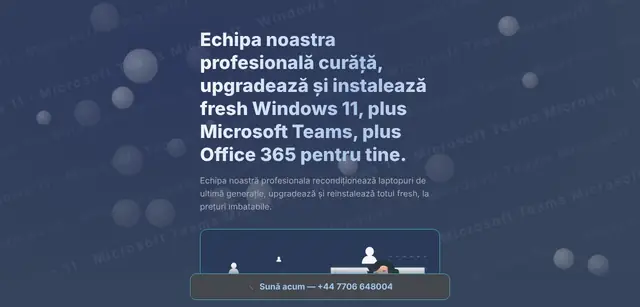 Echipa noastra
profesională curăță,
upgradează și instalează
fresh Windows 11, plus
Microsoft Teams, plus
Office 365 pentru tine.
Echipa noastră profesionala recondiționează laptopuri de
ultimă generație, upgradează și reinstalează totul fresh, la
prețuri imbatabile.
Sună acum — +44 7706 648004